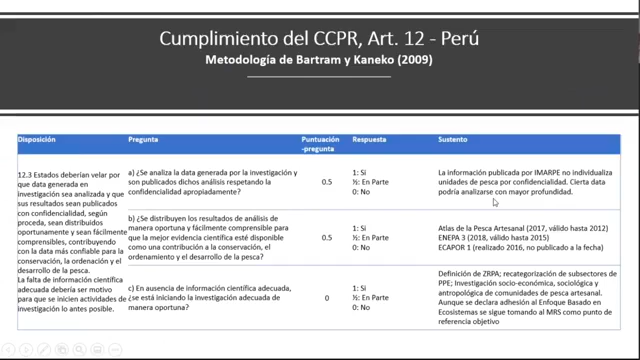 Cumplimiento del CCPR, Art. 12 - Perú
Metodología de Bartram y Kaneko (2009)
Disposición
Pregunta
Puntuación
-pregunta
Respuesta
Sustento
12.3 Estados deberían velar por
que data generada en
investigación sea analizada y que
sus resultados sean publicados
con confidencialidad, según
proceda, sean distribuidos
oportunamente y sean fácilmente
comprensibles, contribuyendo
con la data más confiable para la
conservación, la ordenación y el
desarrollo de la pesca.
La falta de información científica
adecuada debería ser motivo
para que se inicien actividades de
investigación lo antes posible.
a) ¿Se analiza la data generada por la investigación y
son publicados dichos análisis respetando la
confidencialidad apropiadamente?
0.5
1: Sí
½: En Parte
0: No
La información publicada por IMARPE no individualiza
unidades de pesca por confidencialidad. Cierta data
podría analizarse con mayor profundidad.
b) ¿Se distribuyen los resultados de análisis de
manera oportuna y fácilmente comprensible para
que la mejor evidencia científica esté disponible
como una contribución a la conservación, el
ordenamiento y el desarrollo de la pesca?
0.5
1: Sí
½: En Parte
0: No
Atlas de la Pesca Artesanal (2017, válido hasta 2012)
ENEPA 3 (2018, válido hasta 2015)
ECAPOR 1 (realizado 2016, no publicado a la fecha)
c) En ausencia de información científica adecuada,
¿se está iniciando la investigación adecuada de
manera oportuna?
0
1: Sí
½: En Parte
0: No
Definición de ZRPA; recategorización de subsectores de
PPE; Investigación socio-económica, sociológica y
antropológica de comunidades de pesca artesanal.
Aunque se declara adhesión al Enfoque Basado en
Ecosistemas se sigue tomando al MRS como punto de
referencia objetivo